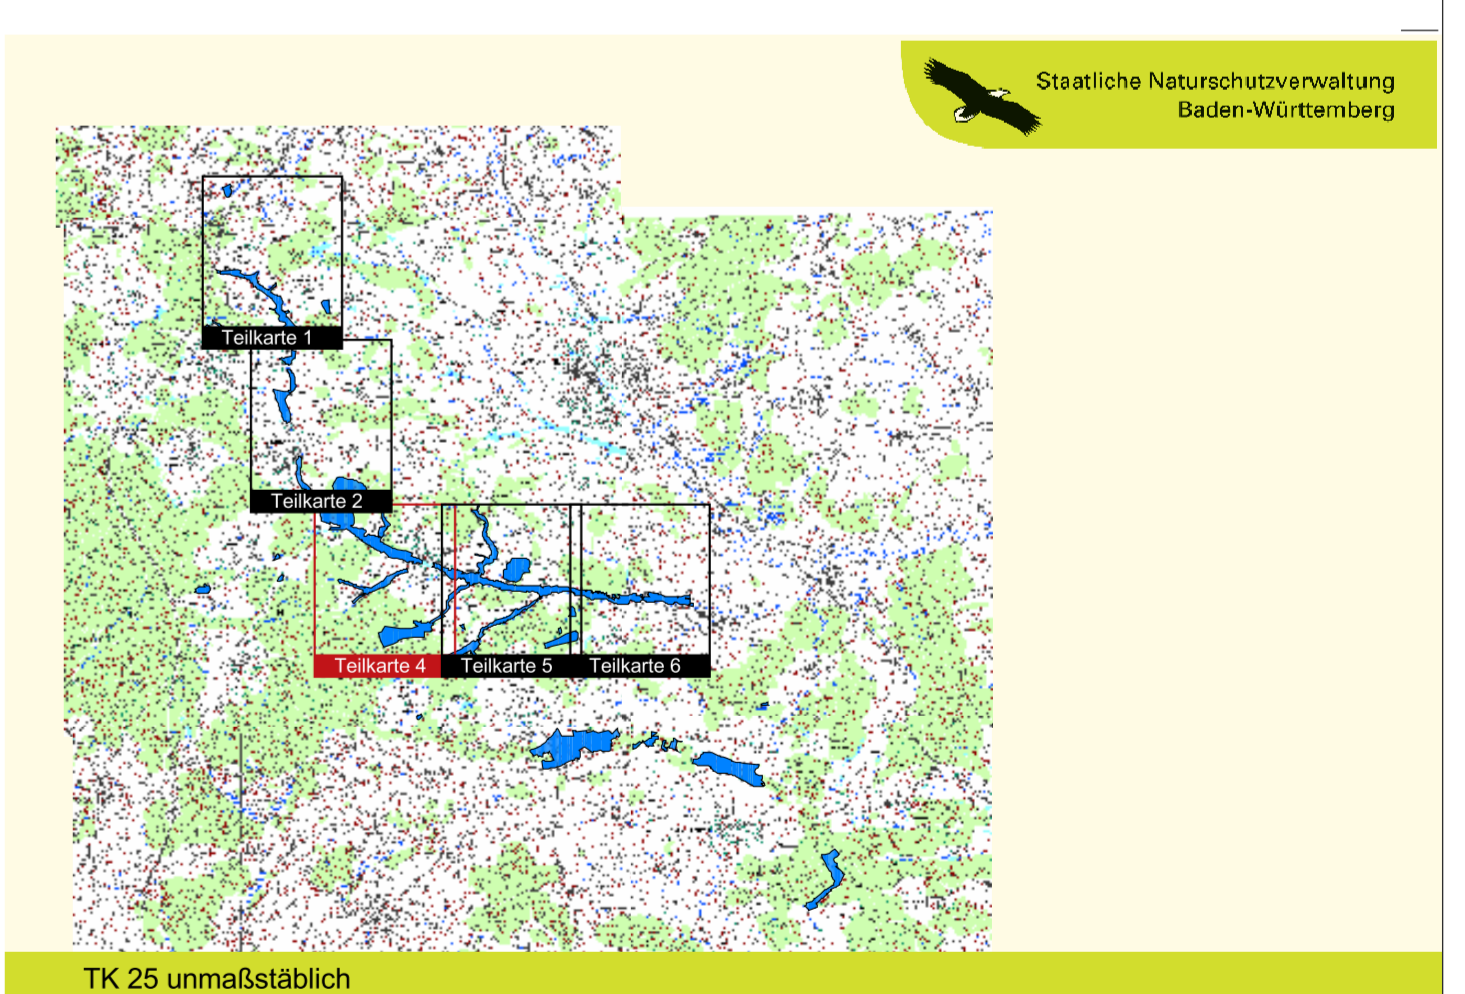 Staatliche Naturschutzverwaltung
Baden-Württemberg
Teilkarte 1
Teilkarte 2
Teilkarte 4
Teilkarte 5
Teilkarte 6
TK 25 unmaßstäblich